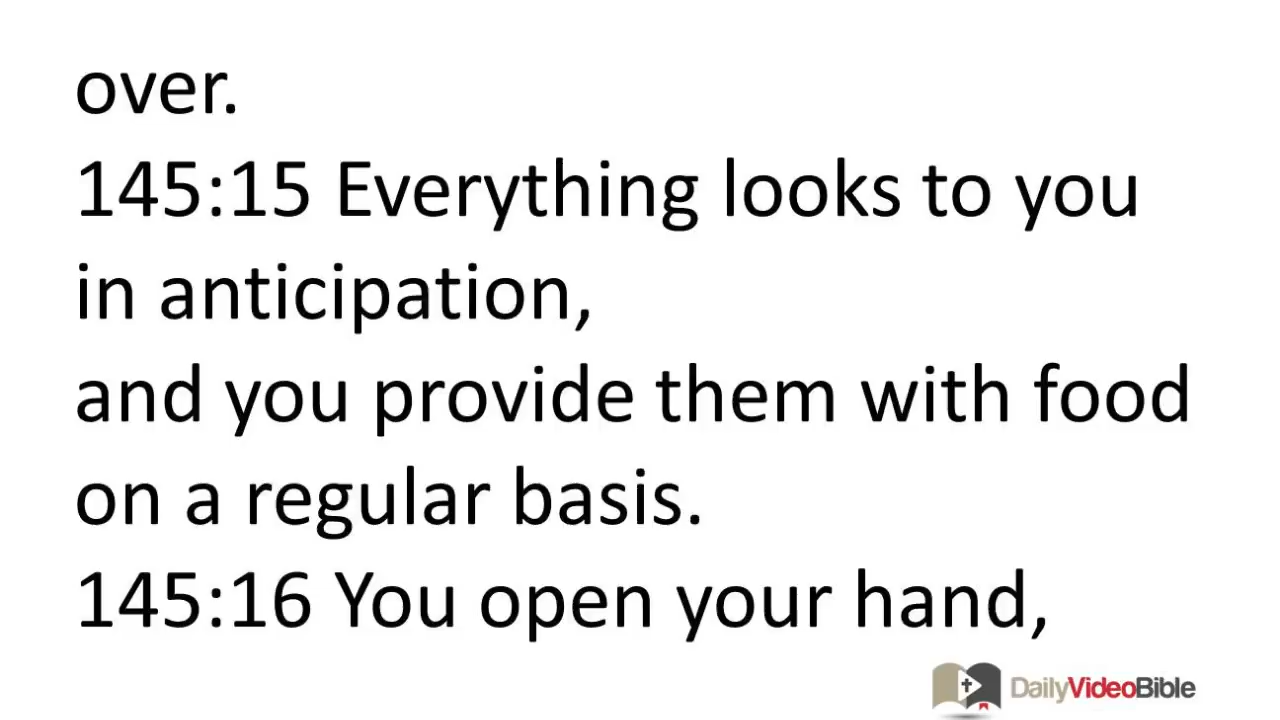 over.
145:15 Everything looks to you
in anticipation,
and you provide them with food
on a regular basis.
145:16 You open your hand,
DailyVideoBible